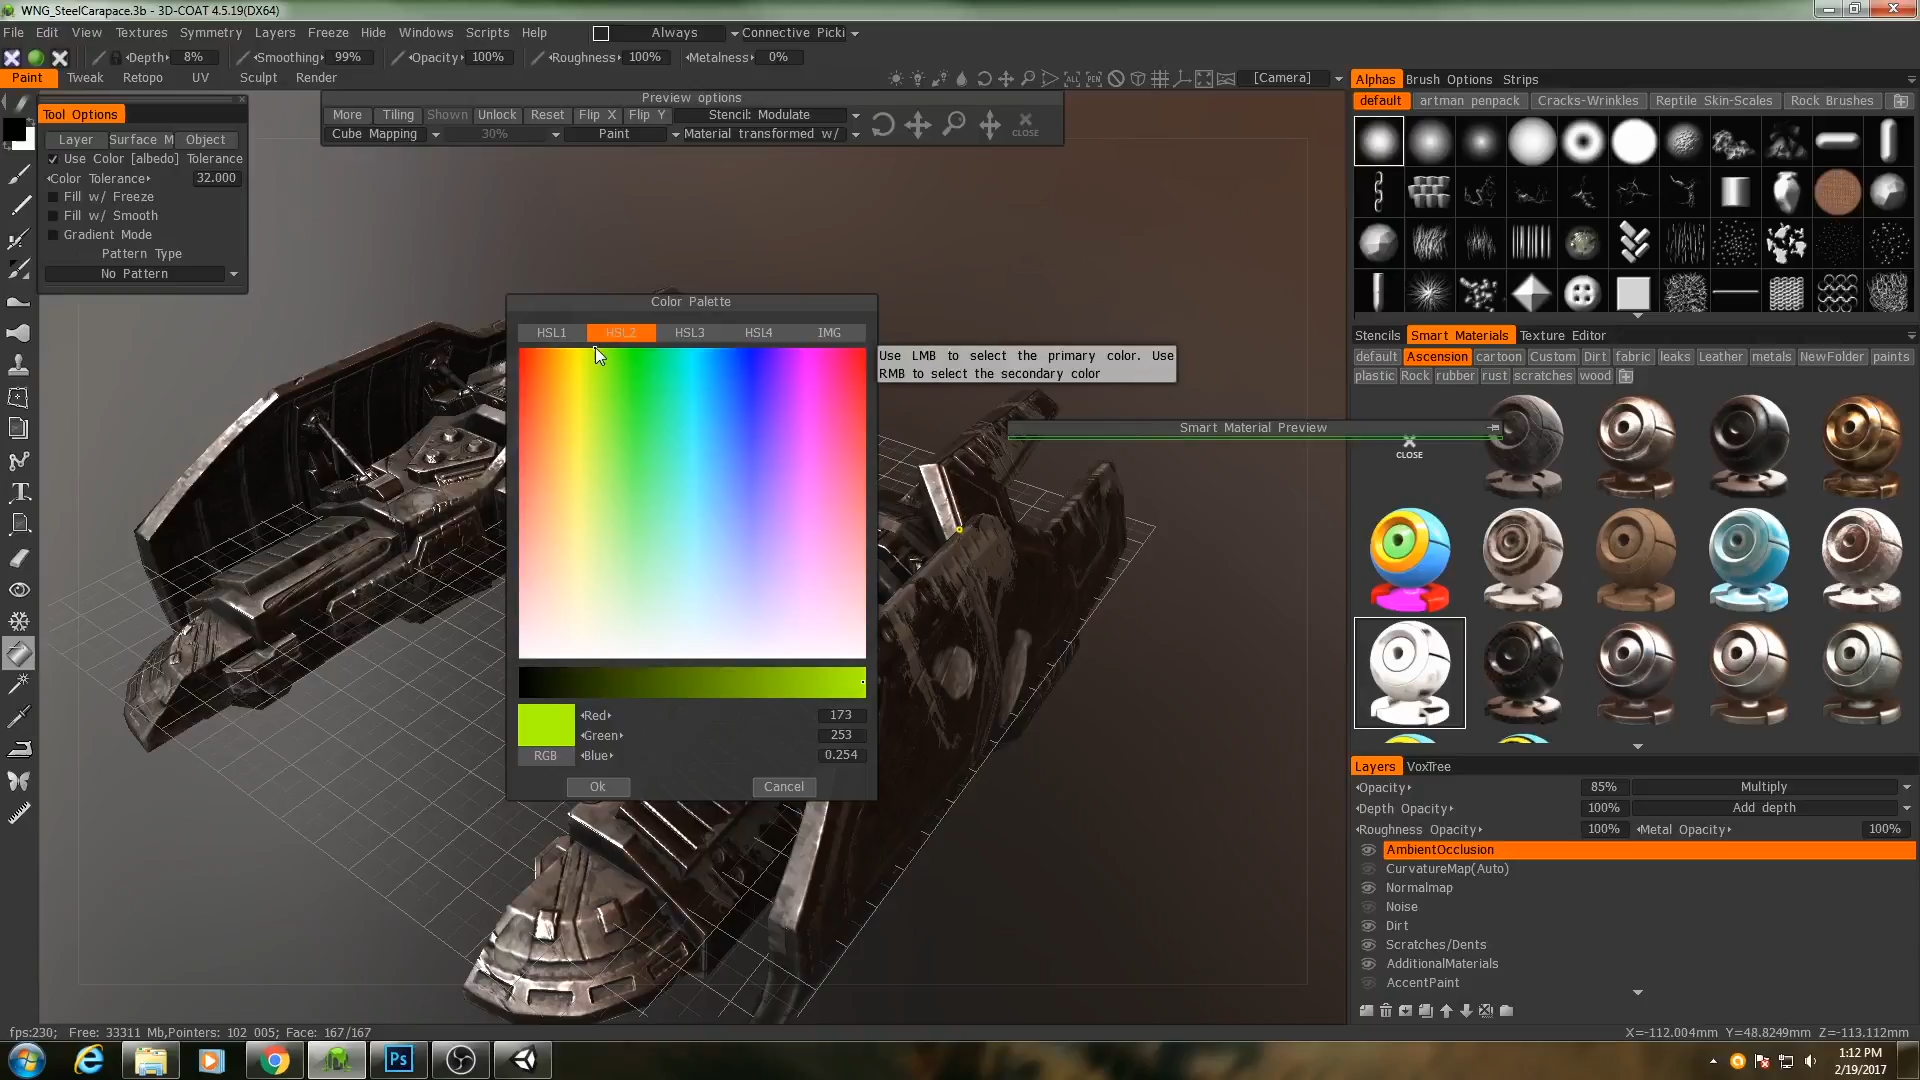 WNG_SteelCarapace.3b - 3D-COAT 4.5.19(DX64)
File Edit View Textures Symmetry Layers Freeze Hide Windows Scripts Help Always Connective Picki
Depth: 8% Smoothing: 99% Opacity: 100% Roughness: 100% Metalness: 0%
Paint Tweak Retopo UV Sculpt Render [Camera]
Tool Options
Layer Surface M Object
Use Color [albedo] Tolerance
Color Tolerance 32.000
Fill w/ Freeze
Fill w/ Smooth
Gradient Mode
Pattern Type
No Pattern
Preview options
More Tiling Shown Unlock Reset Flip X Flip Y Stencil: Modulate
Cube Mapping 30% Paint Material transformed w/ CLOSE
Color Palette
HSL1 HSL2 HSL3 HSL4 IMG
Use LMB to select the primary color. Use
RMB to select the secondary color
Red 173
Green 253
RGB Blue 0.254
Ok Cancel
Smart Material Preview
CLOSE
Alphas Brush Options Strips
default artman penpack Cracks-Wrinkles Reptile Skin-Scales Rock Brushes
Stencils Smart Materials Texture Editor
default Ascension cartoon Custom Dirt fabric leaks Leather metals NewFolder paints
plastic Rock rubber rust scratches wood
Layers VoxTree
Opacity 85% Multiply
Depth Opacity 100% Add depth
Roughness Opacity 100% Metal Opacity 100%
AmbientOcclusion
CurvatureMap(Auto)
Normalmap
Noise
Dirt
Scratches/Dents
AdditionalMaterials
AccentPaint
fps:230; Free: 33311 Mb,Pointers: 102 005; Face: 167/167
X=-112.004mm Y=48.8249mm Z=-113.112mm
Ps
1:12 PM
2/19/2017